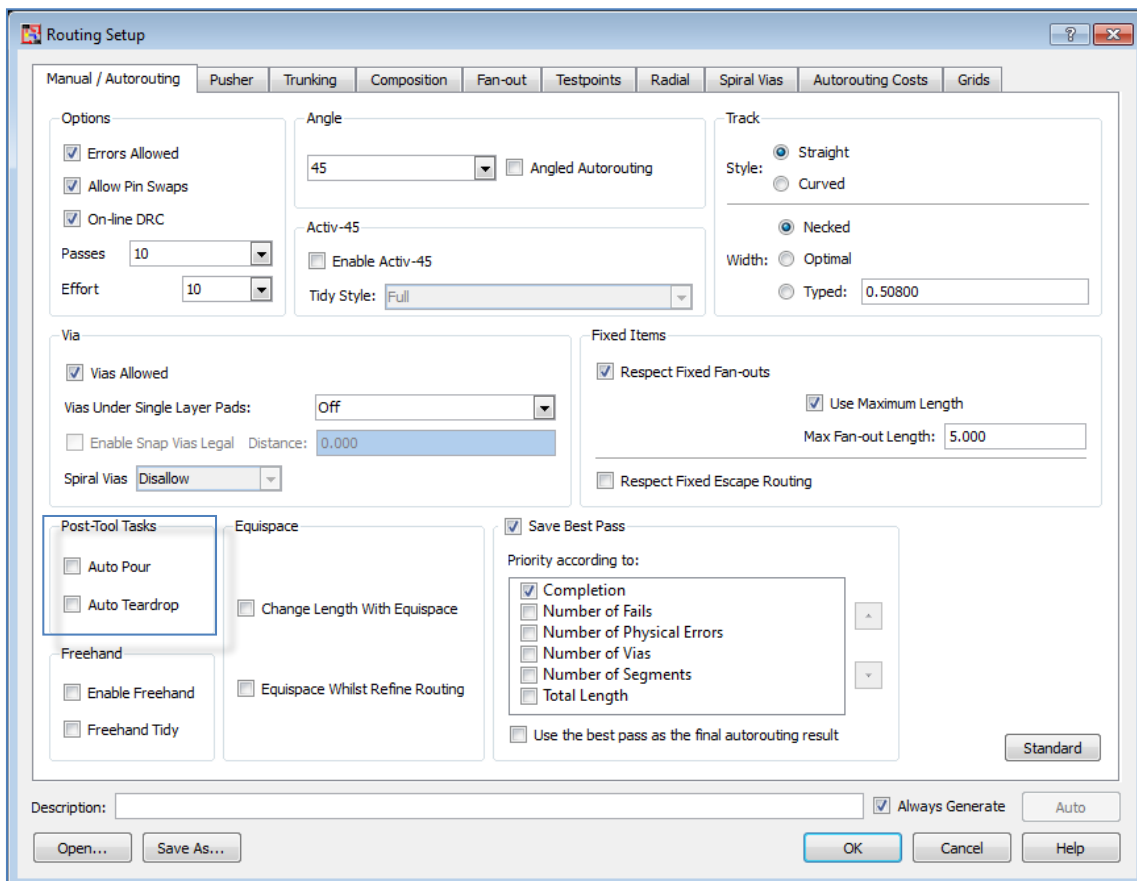 Routing Setup
Manual / Autorouting Pusher Trunking Composition Fan-out Testpoints Radial Spiral Vias Autorouting Costs Grids
Options
Errors Allowed
Allow Pin Swaps
On-line DRC
Passes 10
Effort 10
Angle
45 Angled Autorouting
Activ-45
Enable Activ-45
Tidy Style: Full
Track
Style: Straight
Curved
Necked
Width: Optimal
Typed: 0.50800
Via
Vias Allowed
Vias Under Single Layer Pads: Off
Enable Snap Vias Legal Distance: 0.000
Spiral Vias Disallow
Fixed Items
Respect Fixed Fan-outs
Use Maximum Length
Max Fan-out Length: 5.000
Respect Fixed Escape Routing
Post-Tool Tasks
Auto Pour
Auto Teardrop
Freehand
Enable Freehand
Freehand Tidy
Equispace
Change Length With Equispace
Equispace Whilst Refine Routing
Save Best Pass
Priority according to:
Completion
Number of Fails
Number of Physical Errors
Number of Vias
Number of Segments
Total Length
Use the best pass as the final autorouting result
Standard
Description: Always Generate Auto
Open... Save As... OK Cancel Help